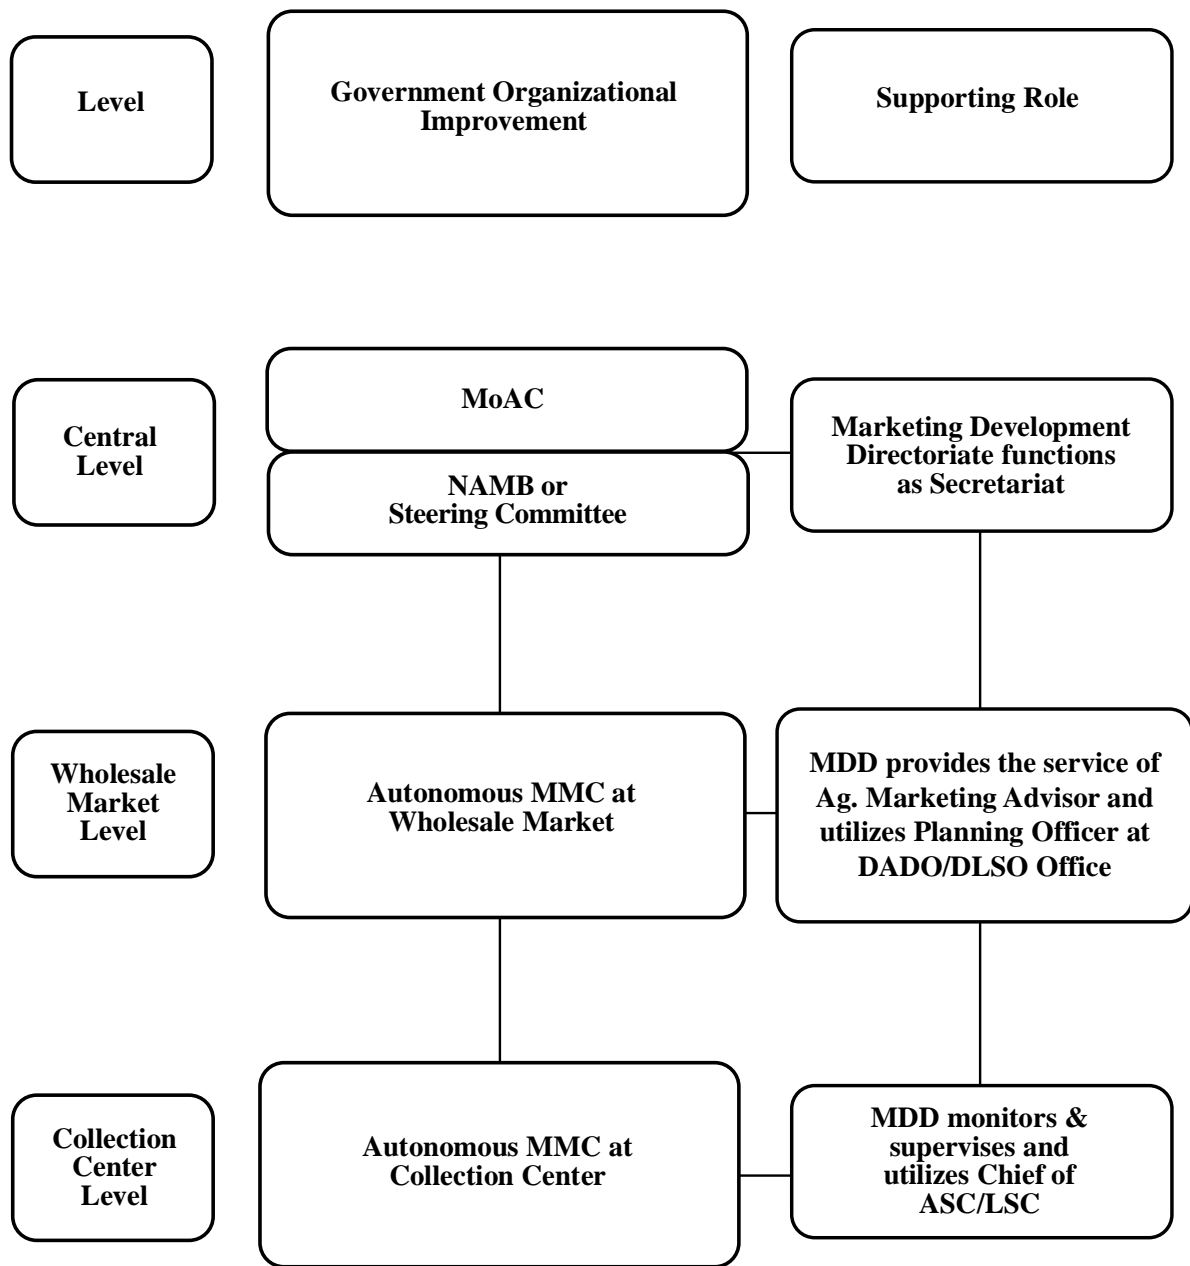 Level
Government Organizational
Improvement
Supporting Role
Central
Level
MoAC
NAMB or
Steering Committee
Marketing Development
Directoriate functions
as Secretariat
Wholesale
Market
Level
Autonomous MMC at
Wholesale Market
MDD provides the service of
Ag. Marketing Advisor and
utilizes Planning Officer at
DADO/DLSO Office
Collection
Center
Level
Autonomous MMC at
Collection Center
MDD monitors &
supervises and
utilizes Chief of
ASC/LSC